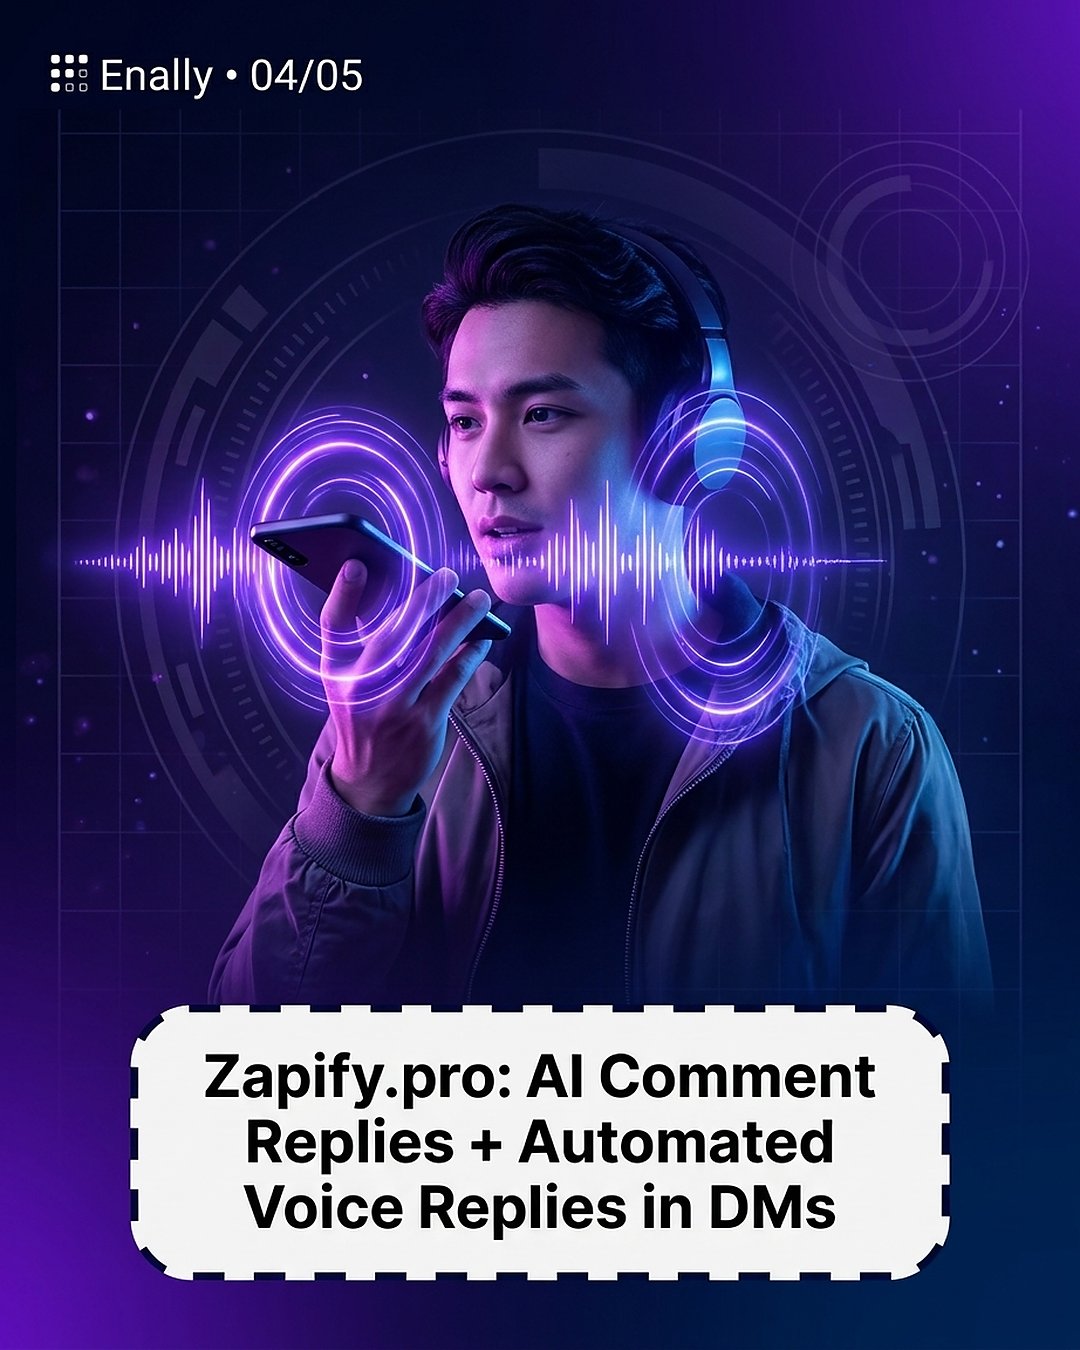 Enally • 04/05
Zapify.pro: AI Comment
Replies + Automated
Voice Replies in DMs